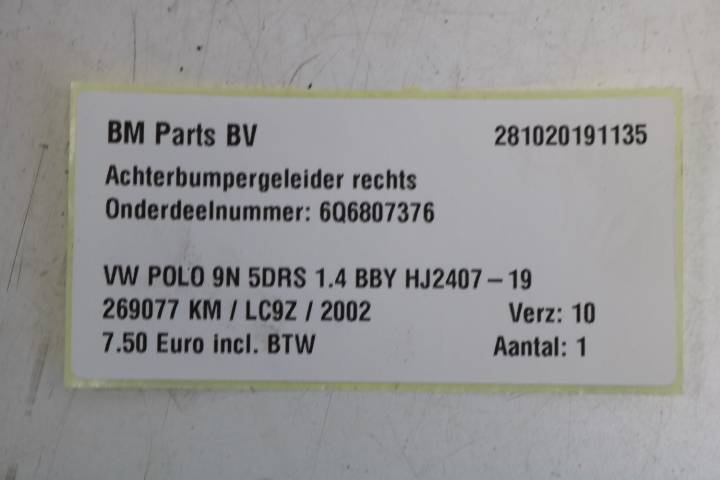 BM Parts BV 281020191135
Achterbumpergeleider rechts
Onderdeelnummer: 6Q6807376
VW POLO 9N 5DRS 1.4 BBY HJ2407-19
269077 KM / LC9Z / 2002 Verz: 10
7.50 Euro incl. BTW Aantal: 1